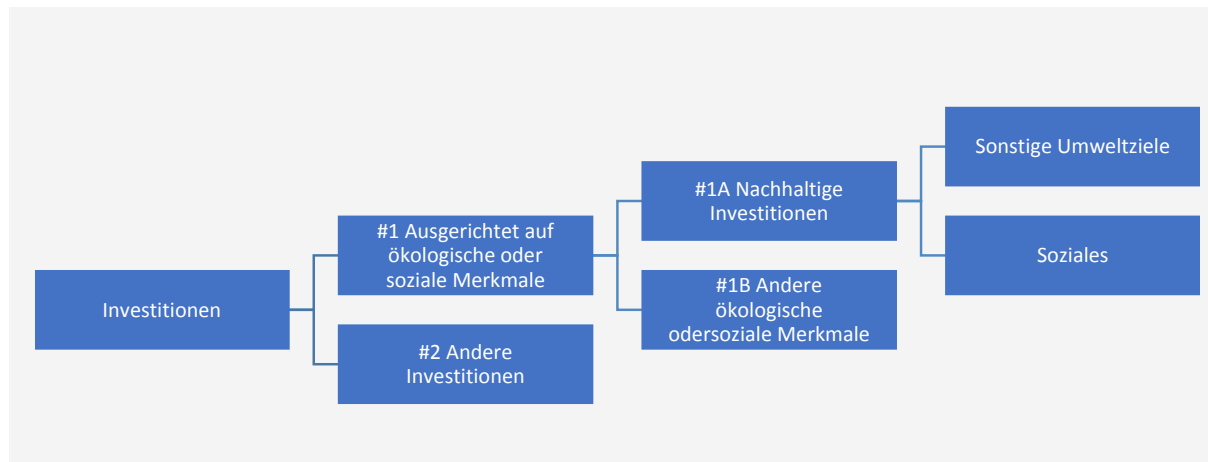 Investitionen
#1 Ausgerichtet auf
ökologische oder
soziale Merkmale
#2 Andere
Investitionen
#1A Nachhaltige
Investitionen
#1B Andere
ökologische
odersoziale Merkmale
Sonstige Umweltziele
Soziales